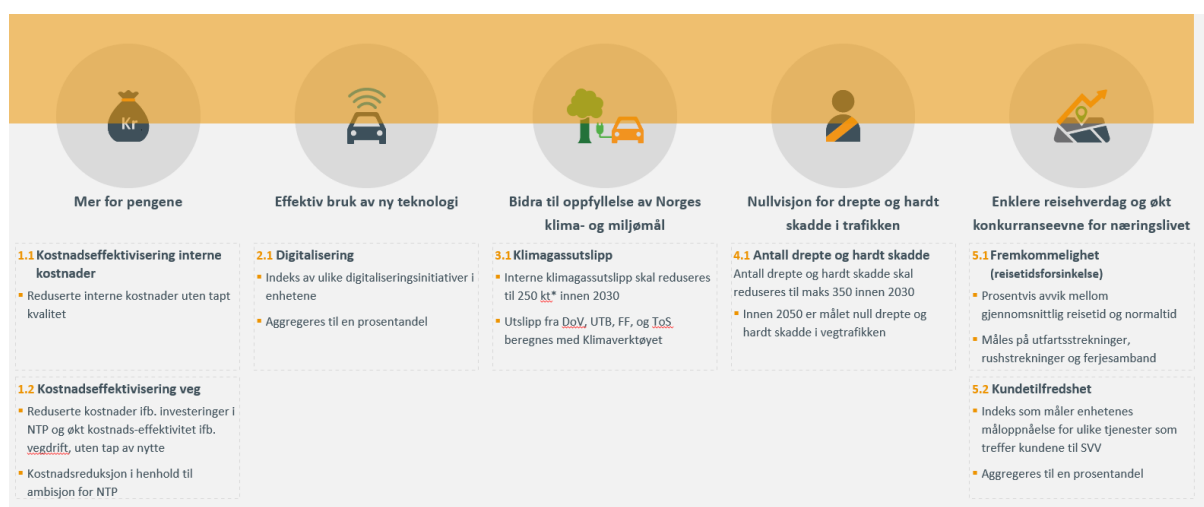 Kr
Mer for pengene
1.1 Kostnadseffektivisering interne
kostnader
Reduserte interne kostnader uten tapt
kvalitet
1.2 Kostnadseffektivisering veg
Reduserte kostnader ifb. investeringer i
NTP og økt kostnads-effektivitet ifb.
vegdrift, uten tap av nytte
Kostnadsreduksjon i henhold til
ambisjon for NTP
Effektiv bruk av ny teknologi
2.1 Digitalisering
Indeks av ulike digitaliseringsinitiativer i
enhetene
Aggregeres til en prosentandel
Bidra til oppfyllelse av Norges
klima- og miljømål
3.1 Klimagassutslipp
Interne klimagassutslipp skal reduseres
til 250 kt* innen 2030
Utslipp fra DoV, UTB, FF, og ToS
beregnes med Klimaverktøyet
Nullvisjon for drepte og hardt
skadde i trafikken
4.1 Antall drepte og hardt skadde
Antall drepte og hardt skadde skal
reduseres til maks 350 innen 2030
Innen 2050 er målet null drepte og
hardt skadde i vegtrafikken
Enklere reisehverdag og økt
konkurranseevne for næringslivet
5.1 Fremkommelighet
(reisetidsforsinkelse)
Prosentvis avvik mellom
gjennomsnittlig reisetid og normaltid
Måles på utfartsstrekninger,
rushstrekninger og ferjesamband
5.2 Kundetilfredshet
Indeks som måler enhetenes
måloppnåelse for ulike tjenester som
treffer kundene til SVV
Aggregeres til en prosentandel